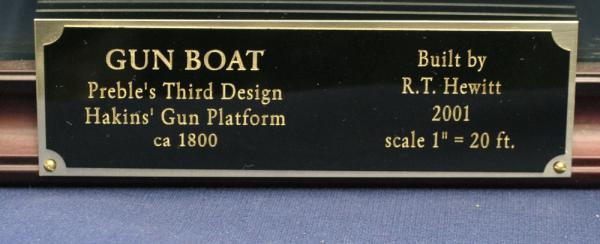 GUN BOAT
Preble's Third Design
Hakins' Gun Platform
ca 1800
Built by
R.T. Hewitt
2001
scale 1" = 20 ft.